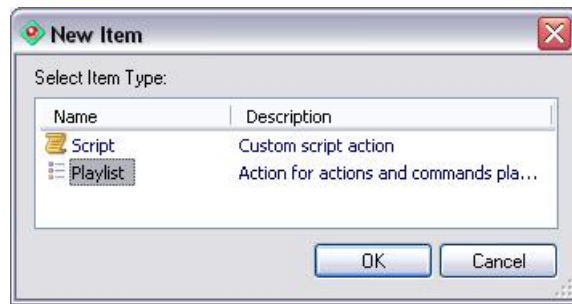 New Item
Select Item Type:
Name Description
Script Custom script action
Playlist Action for actions and commands pla...
OK Cancel